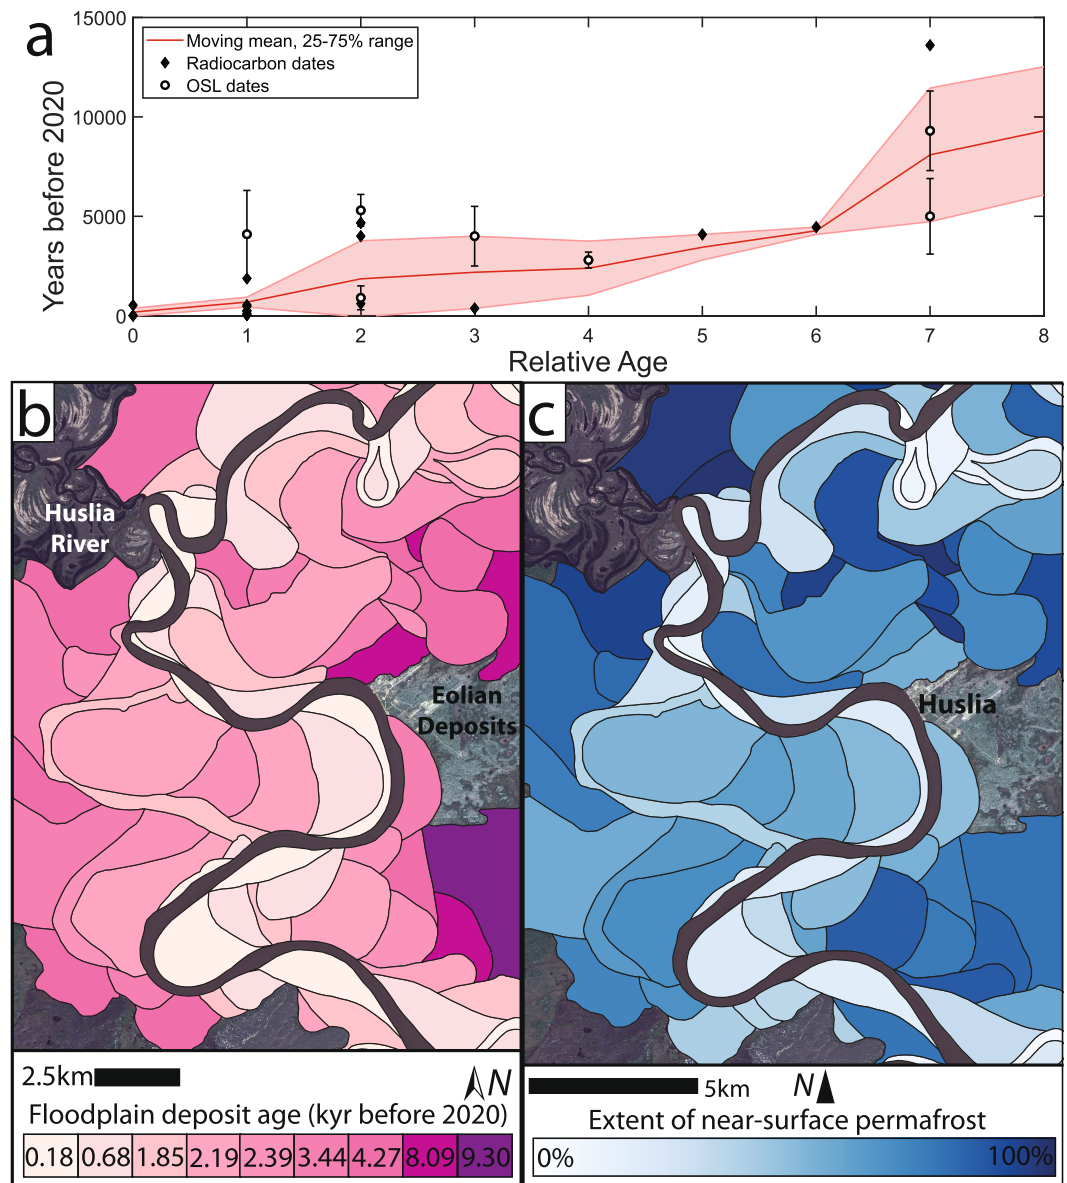 a
15000
10000
5000
0
Years before 2020
Moving mean, 25-75% range
Radiocarbon dates
OSL dates
0 1 2 3 4 5 6 7 8
Relative Age
b
Huslia
River
Eolian
Deposits
2.5km
N
Floodplain deposit age (kyr before 2020)
0.18 0.68 1.85 2.19 2.39 3.44 4.27 8.09 9.30
c
Huslia
5km
N
Extent of near-surface permafrost
0% 100%